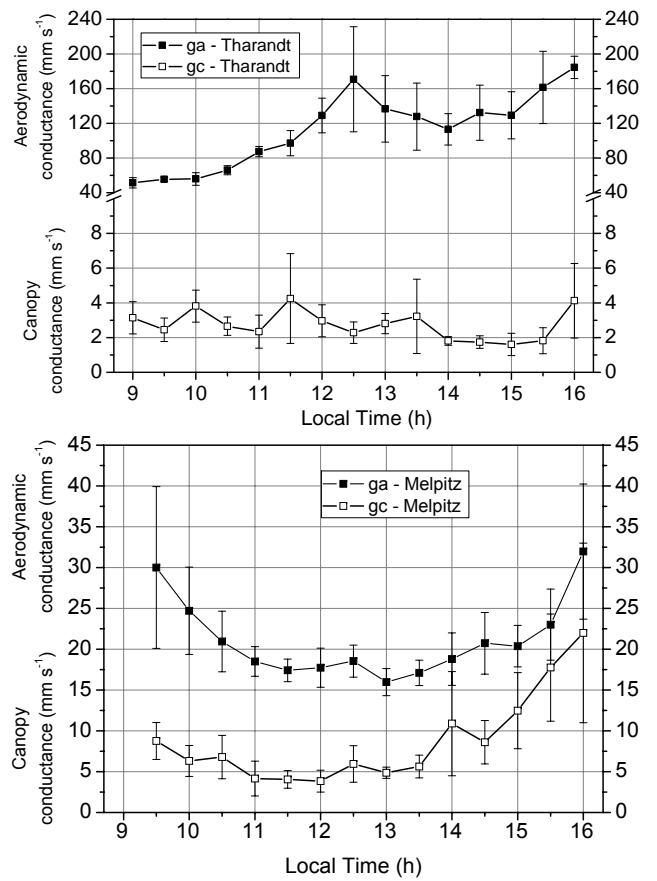 240
200
160
120
80
40
8
6
4
2
0
240
200
160
120
80
40
8
6
4
2
0
Aerodynamic
conductance (mm s-1)
Canopy
conductance (mm s-1)
ga - Tharandt
gc - Tharandt
9 10 11 12 13 14 15 16
Local Time (h)
45
40
35
30
25
20
15
10
5
0
45
40
35
30
25
20
15
10
5
0
Aerodynamic
conductance (mm s-1)
Canopy
conductance (mm s-1)
ga - Melpitz
gc - Melpitz
9 10 11 12 13 14 15 16
Local Time (h)